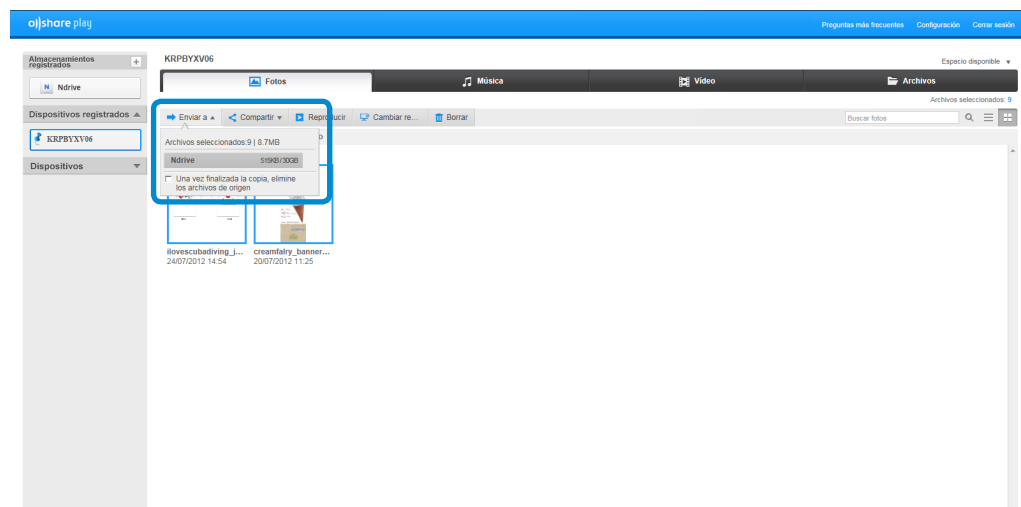 allshare play
Preguntas más frecuentes Configuración Cerrar sesión
Almacenamientos registrados +
KRPBYXV06
Espacio disponible
N Ndrive
Fotos Música Vídeo Archivos
Archivos seleccionados: 9
Dispositivos registrados
Enviar a Compartir Reproducir Cambiar re... Borrar
Buscar fotos
KRPBYXV06
Archivos seleccionados:9 | 8.7MB
Ndrive 515KB/30GB
Dispositivos
Una vez finalizada la copia, elimine
los archivos de origen
ilovescubadiving_j... creamfalry_banner...
24/07/2012 14:54 20/07/2012 11:25